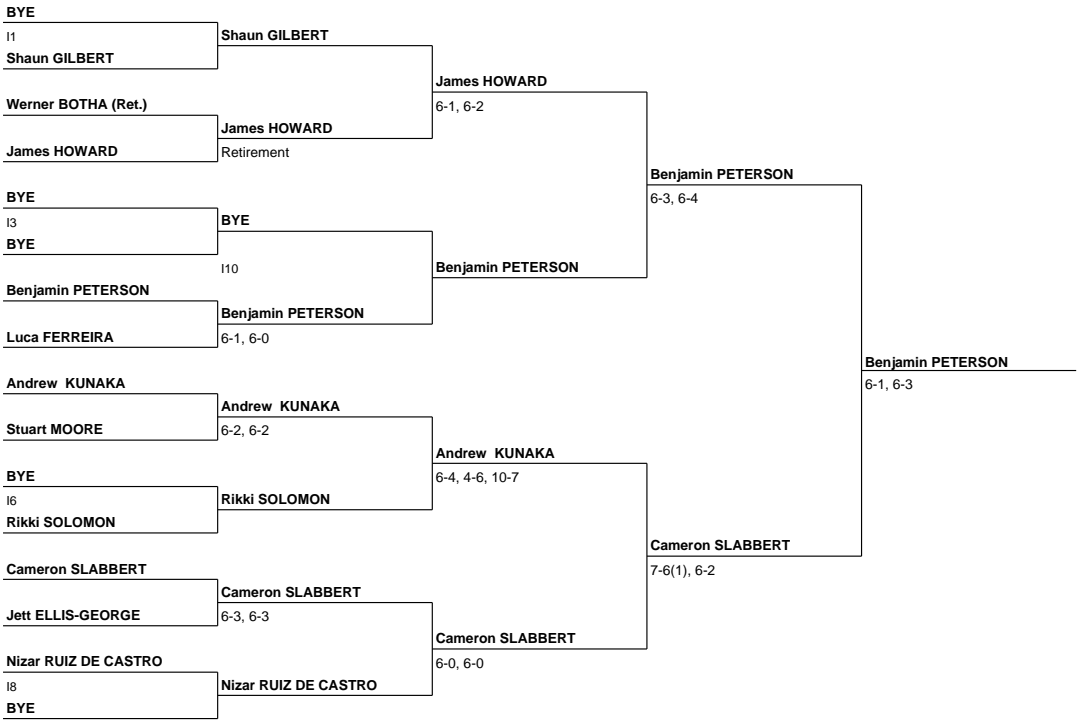 BYE
I1
Shaun GILBERT
Shaun GILBERT
Werner BOTHA (Ret.)
James HOWARD
James HOWARD
Retirement
James HOWARD
6-1, 6-2
BYE
I3
BYE
BYE
I10
Benjamin PETERSON
Luca FERREIRA
Benjamin PETERSON
6-1, 6-0
Benjamin PETERSON
Benjamin PETERSON
6-3, 6-4
Andrew  KUNAKA
Stuart MOORE
Andrew  KUNAKA
6-2, 6-2
BYE
I6
Rikki SOLOMON
Rikki SOLOMON
Andrew  KUNAKA
6-4, 4-6, 10-7
Cameron SLABBERT
Jett ELLIS-GEORGE
Cameron SLABBERT
6-3, 6-3
Nizar RUIZ DE CASTRO
I8
BYE
Nizar RUIZ DE CASTRO
Cameron SLABBERT
6-0, 6-0
Cameron SLABBERT
7-6(1), 6-2
Benjamin PETERSON
6-1, 6-3